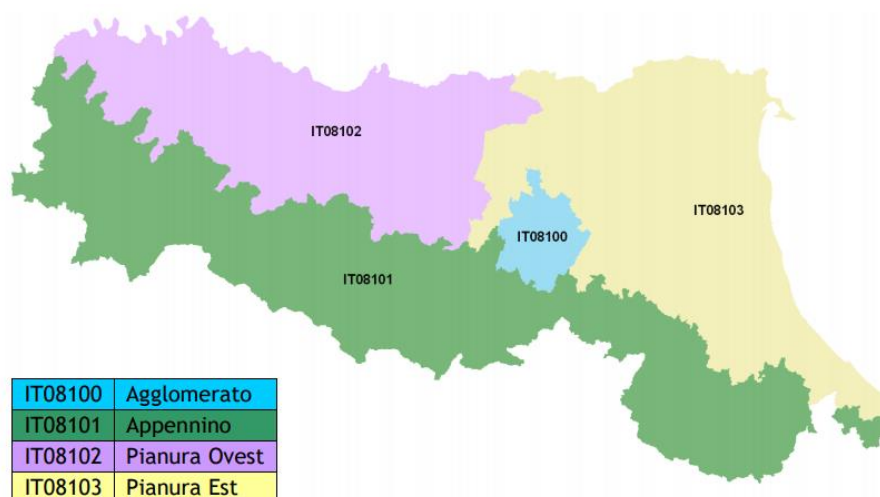 IT08102
IT08103
IT08100
IT08101
IT08100 Agglomerato
IT08101 Appennino
IT08102 Pianura Ovest
IT08103 Pianura Est